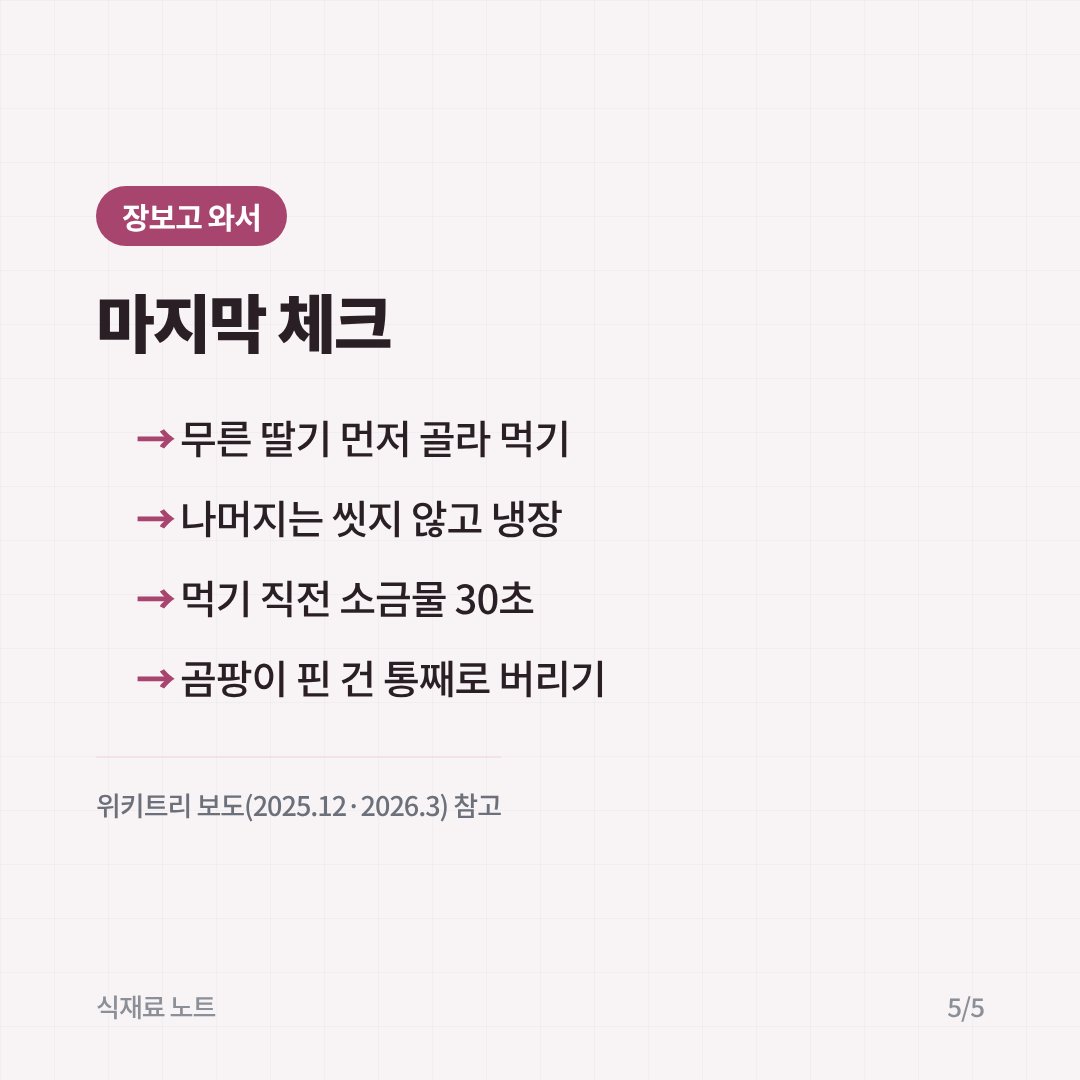 장보고 와서
마지막 체크
→ 무른 딸기 먼저 골라 먹기
→ 나머지는 씻지 않고 냉장
→ 먹기 직전 소금물 30초
→ 곰팡이 핀 건 통째로 버리기
위키트리 보도(2025.12·2026.3) 참고
식재료 노트
5/5